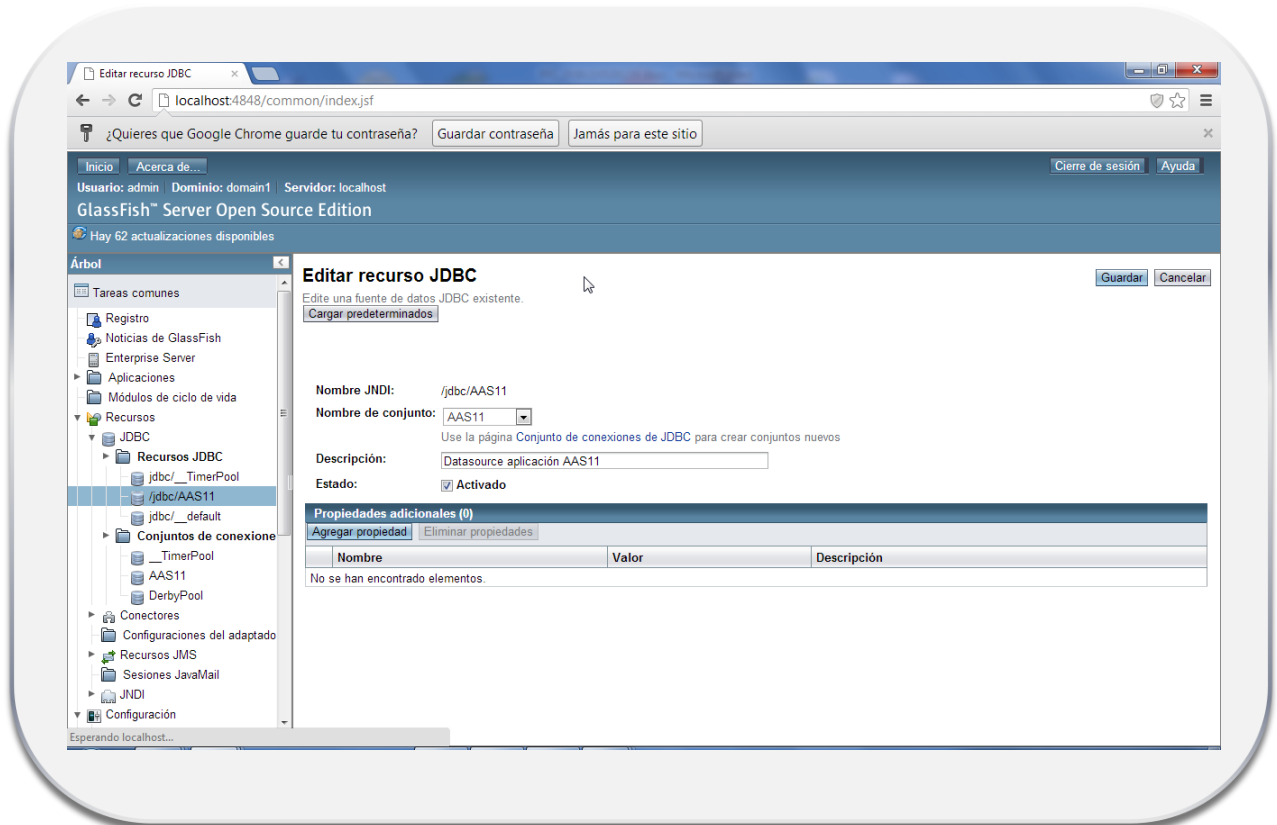 Editar recurso JDBC
localhost:4848/common/index.jsf
¿Quieres que Google Chrome guarde tu contraseña? Guardar contraseña Jamás para este sitio
Inicio Acerca de... Cierre de sesión Ayuda
Usuario: admin Dominio: domain1 Servidor: localhost
GlassFish™ Server Open Source Edition
Hay 62 actualizaciones disponibles
Árbol
Tareas comunes
Registro
Noticias de GlassFish
Enterprise Server
Aplicaciones
Módulos de ciclo de vida
Recursos
JDBC
Recursos JDBC
jdbc/__TimerPool
/jdbc/AAS11
jdbc/__default
Conjuntos de conexione
__TimerPool
AAS11
DerbyPool
Conectores
Configuraciones del adaptado
Recursos JMS
Sesiones JavaMail
JNDI
Configuración
Esperando localhost...
Editar recurso JDBC
Guardar Cancelar
Edite una fuente de datos JDBC existente.
Cargar predeterminados
Nombre JNDI: /jdbc/AAS11
Nombre de conjunto: AAS11
Use la página Conjunto de conexiones de JDBC para crear conjuntos nuevos
Descripción: Datasource aplicación AAS11
Estado: Activado
Propiedades adicionales (0)
Agregar propiedad Eliminar propiedades
Nombre Valor Descripción
No se han encontrado elementos.